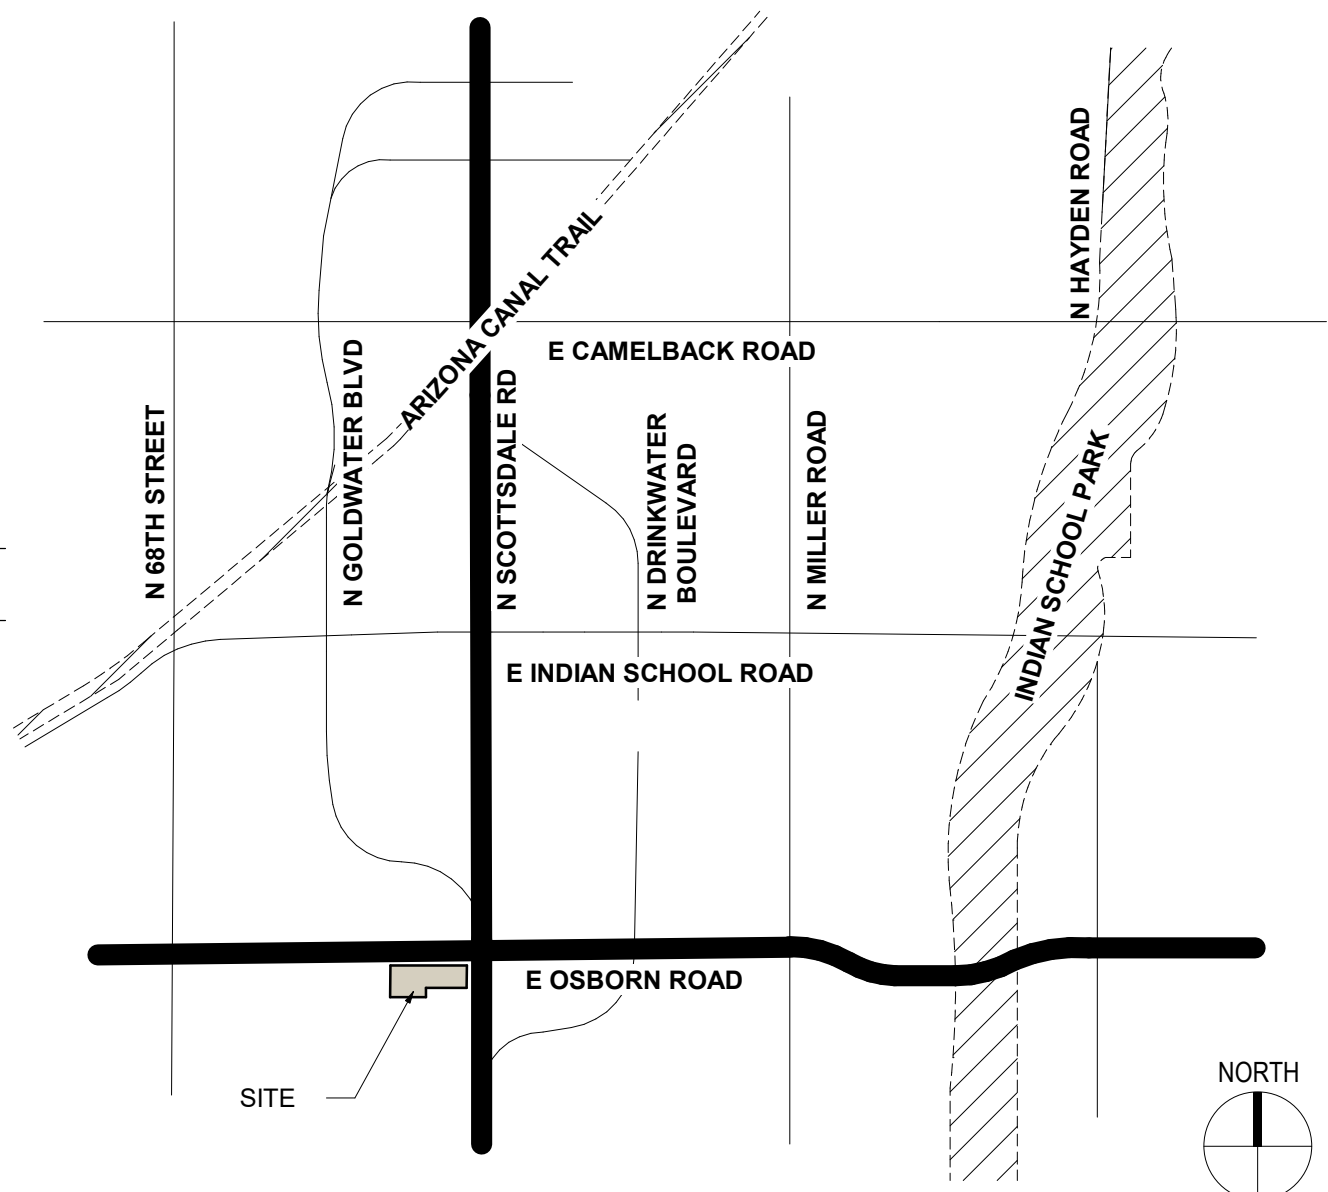 N HAYDEN ROAD
ARIZONA CANAL TRAIL
E CAMELBACK ROAD
N 68TH STREET
N GOLDWATER BLVD
N SCOTTSDALE RD
N DRINKWATER
BOULEVARD
N MILLER ROAD
INDIAN SCHOOL PARK
E INDIAN SCHOOL ROAD
E OSBORN ROAD
SITE
NORTH